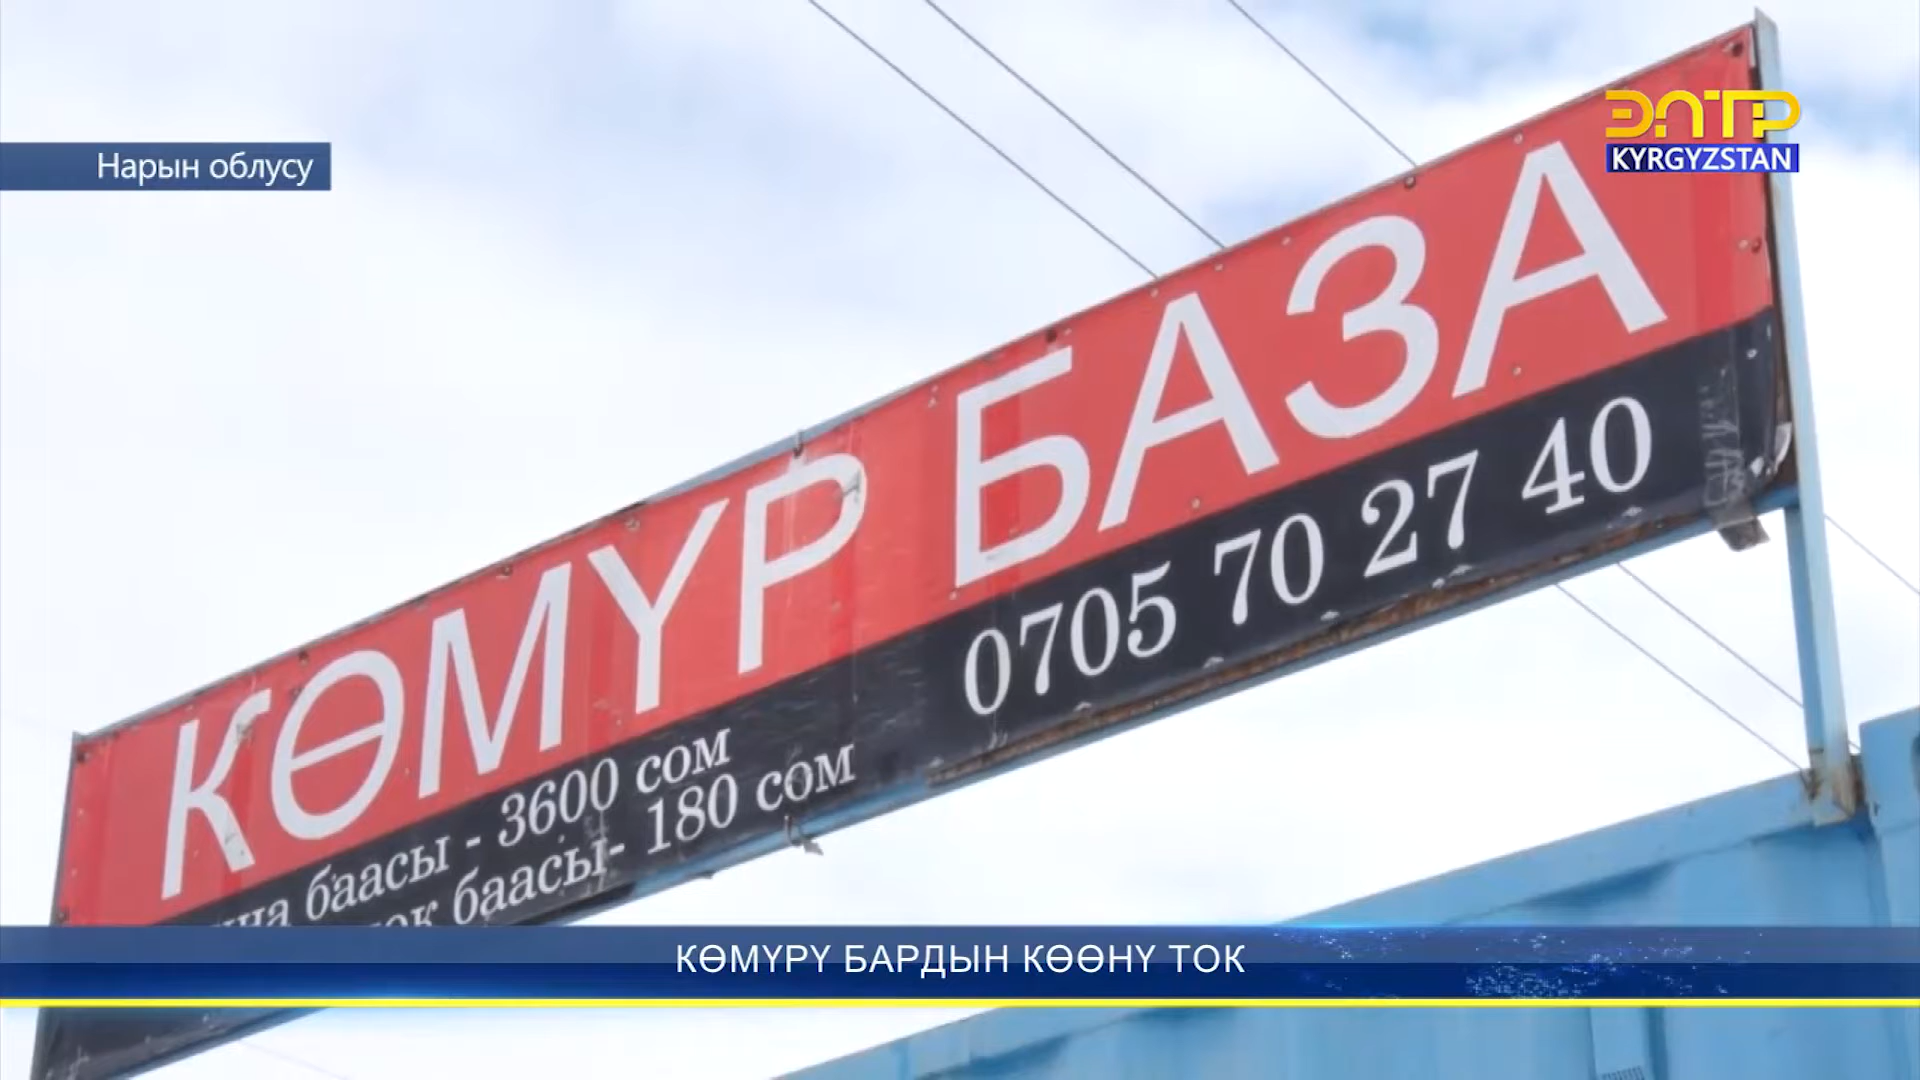 Нарын облусу
ЭЛТР
KYRGYZSTAN
КӨМҮР БАЗА
0705 70 27 40
баасы - 3600 сом
баасы- 180 сом
КӨМҮРҮ БАРДЫН КӨӨНҮ ТОК